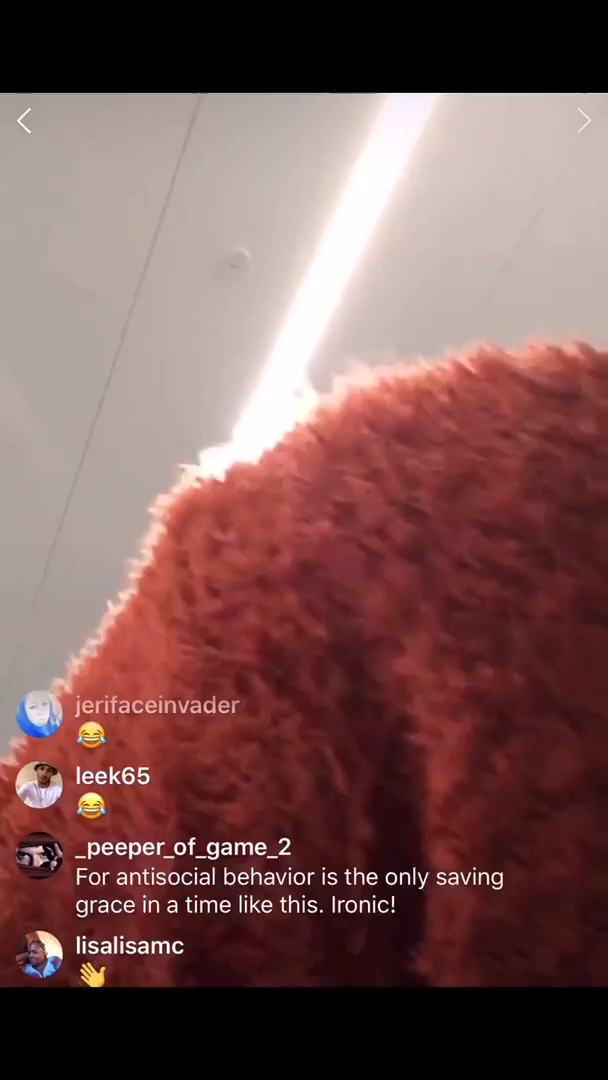 jerifaceinvader
😂
leek65
😂
_peeper_of_game_2
For antisocial behavior is the only saving
grace in a time like this. Ironic!
lisalisamc
👋